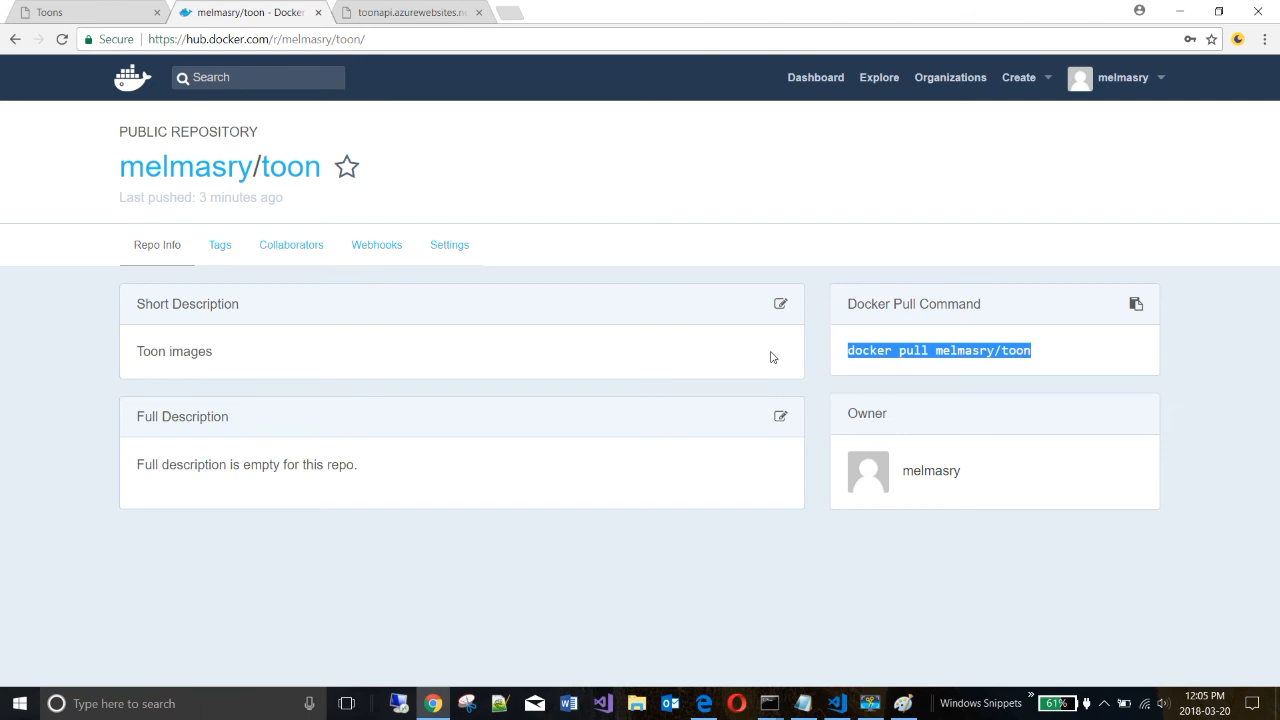 Toons
melmasry/toon - Docke
toonapi.azurewebsites.ne
Secure
https://hub.docker.com/r/melmasry/toon/
Search
Dashboard
Explore
Organizations
Create
melmasry
PUBLIC REPOSITORY
melmasry/toon
Last pushed: 3 minutes ago
Repo Info
Tags
Collaborators
Webhooks
Settings
Short Description
Docker Pull Command
Toon images
docker pull melmasry/toon
Full Description
Owner
Full description is empty for this repo.
melmasry
Type here to search
Windows Snippets
61%
12:05 PM
2018-03-20